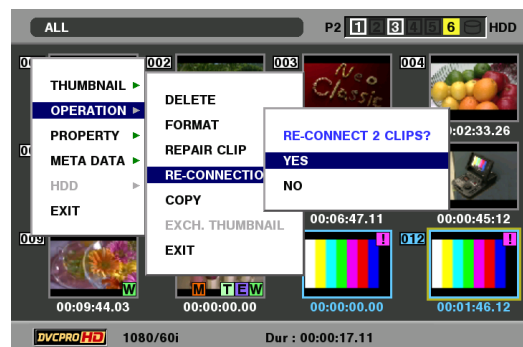 ALL P2 1 2 3 4 5 6 HDD
002 003 004
THUMBNAIL
OPERATION
PROPERTY
META DATA
HDD
EXIT
DELETE
FORMAT
REPAIR CLIP
RE-CONNECTIO
COPY
EXCH. THUMBNAIL
EXIT
RE-CONNECT 2 CLIPS?
YES
NO
Neo
Classic
:02:33.26
00:06:47.11 00:00:45:12
009 W M T E W ! 012 !
00:09:44.03 00:00:00.00 00:00:00.00 00:01:46.12
DVCPRO HD 1080/60i Dur : 00:00:17.11